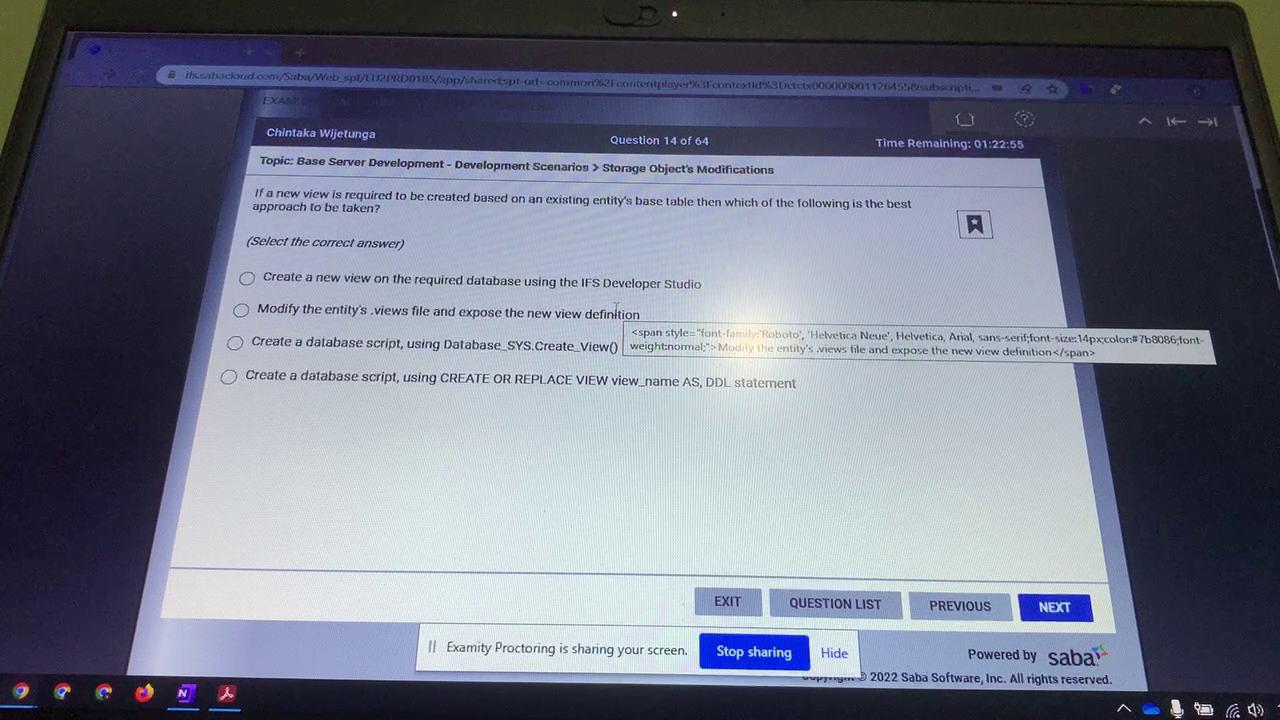 Chintaka Wijetunga
Question 14 of 64
Time Remaining: 01:22:55
Topic: Base Server Development - Development Scenarios > Storage Object's Modifications
If a new view is required to be created based on an existing entity's base table then which of the following is the best
approach to be taken?
(Select the correct answer)
Create a new view on the required database using the IFS Developer Studio
Modify the entity's .views file and expose the new view definition
<span style="font-family:'Roboto', 'Helvetica Neue', Helvetica, Arial, sans-serif;font-size:14px;color:#7b8086;font-
weight:normal;">Modify the entity's .views file and expose the new view definition</span>
Create a database script, using Database_SYS.Create_View()
Create a database script, using CREATE OR REPLACE VIEW view_name AS, DDL statement
EXIT
QUESTION LIST
PREVIOUS
NEXT
Examity Proctoring is sharing your screen.
Stop sharing
Hide
Powered by saba
© 2022 Saba Software, Inc. All rights reserved.